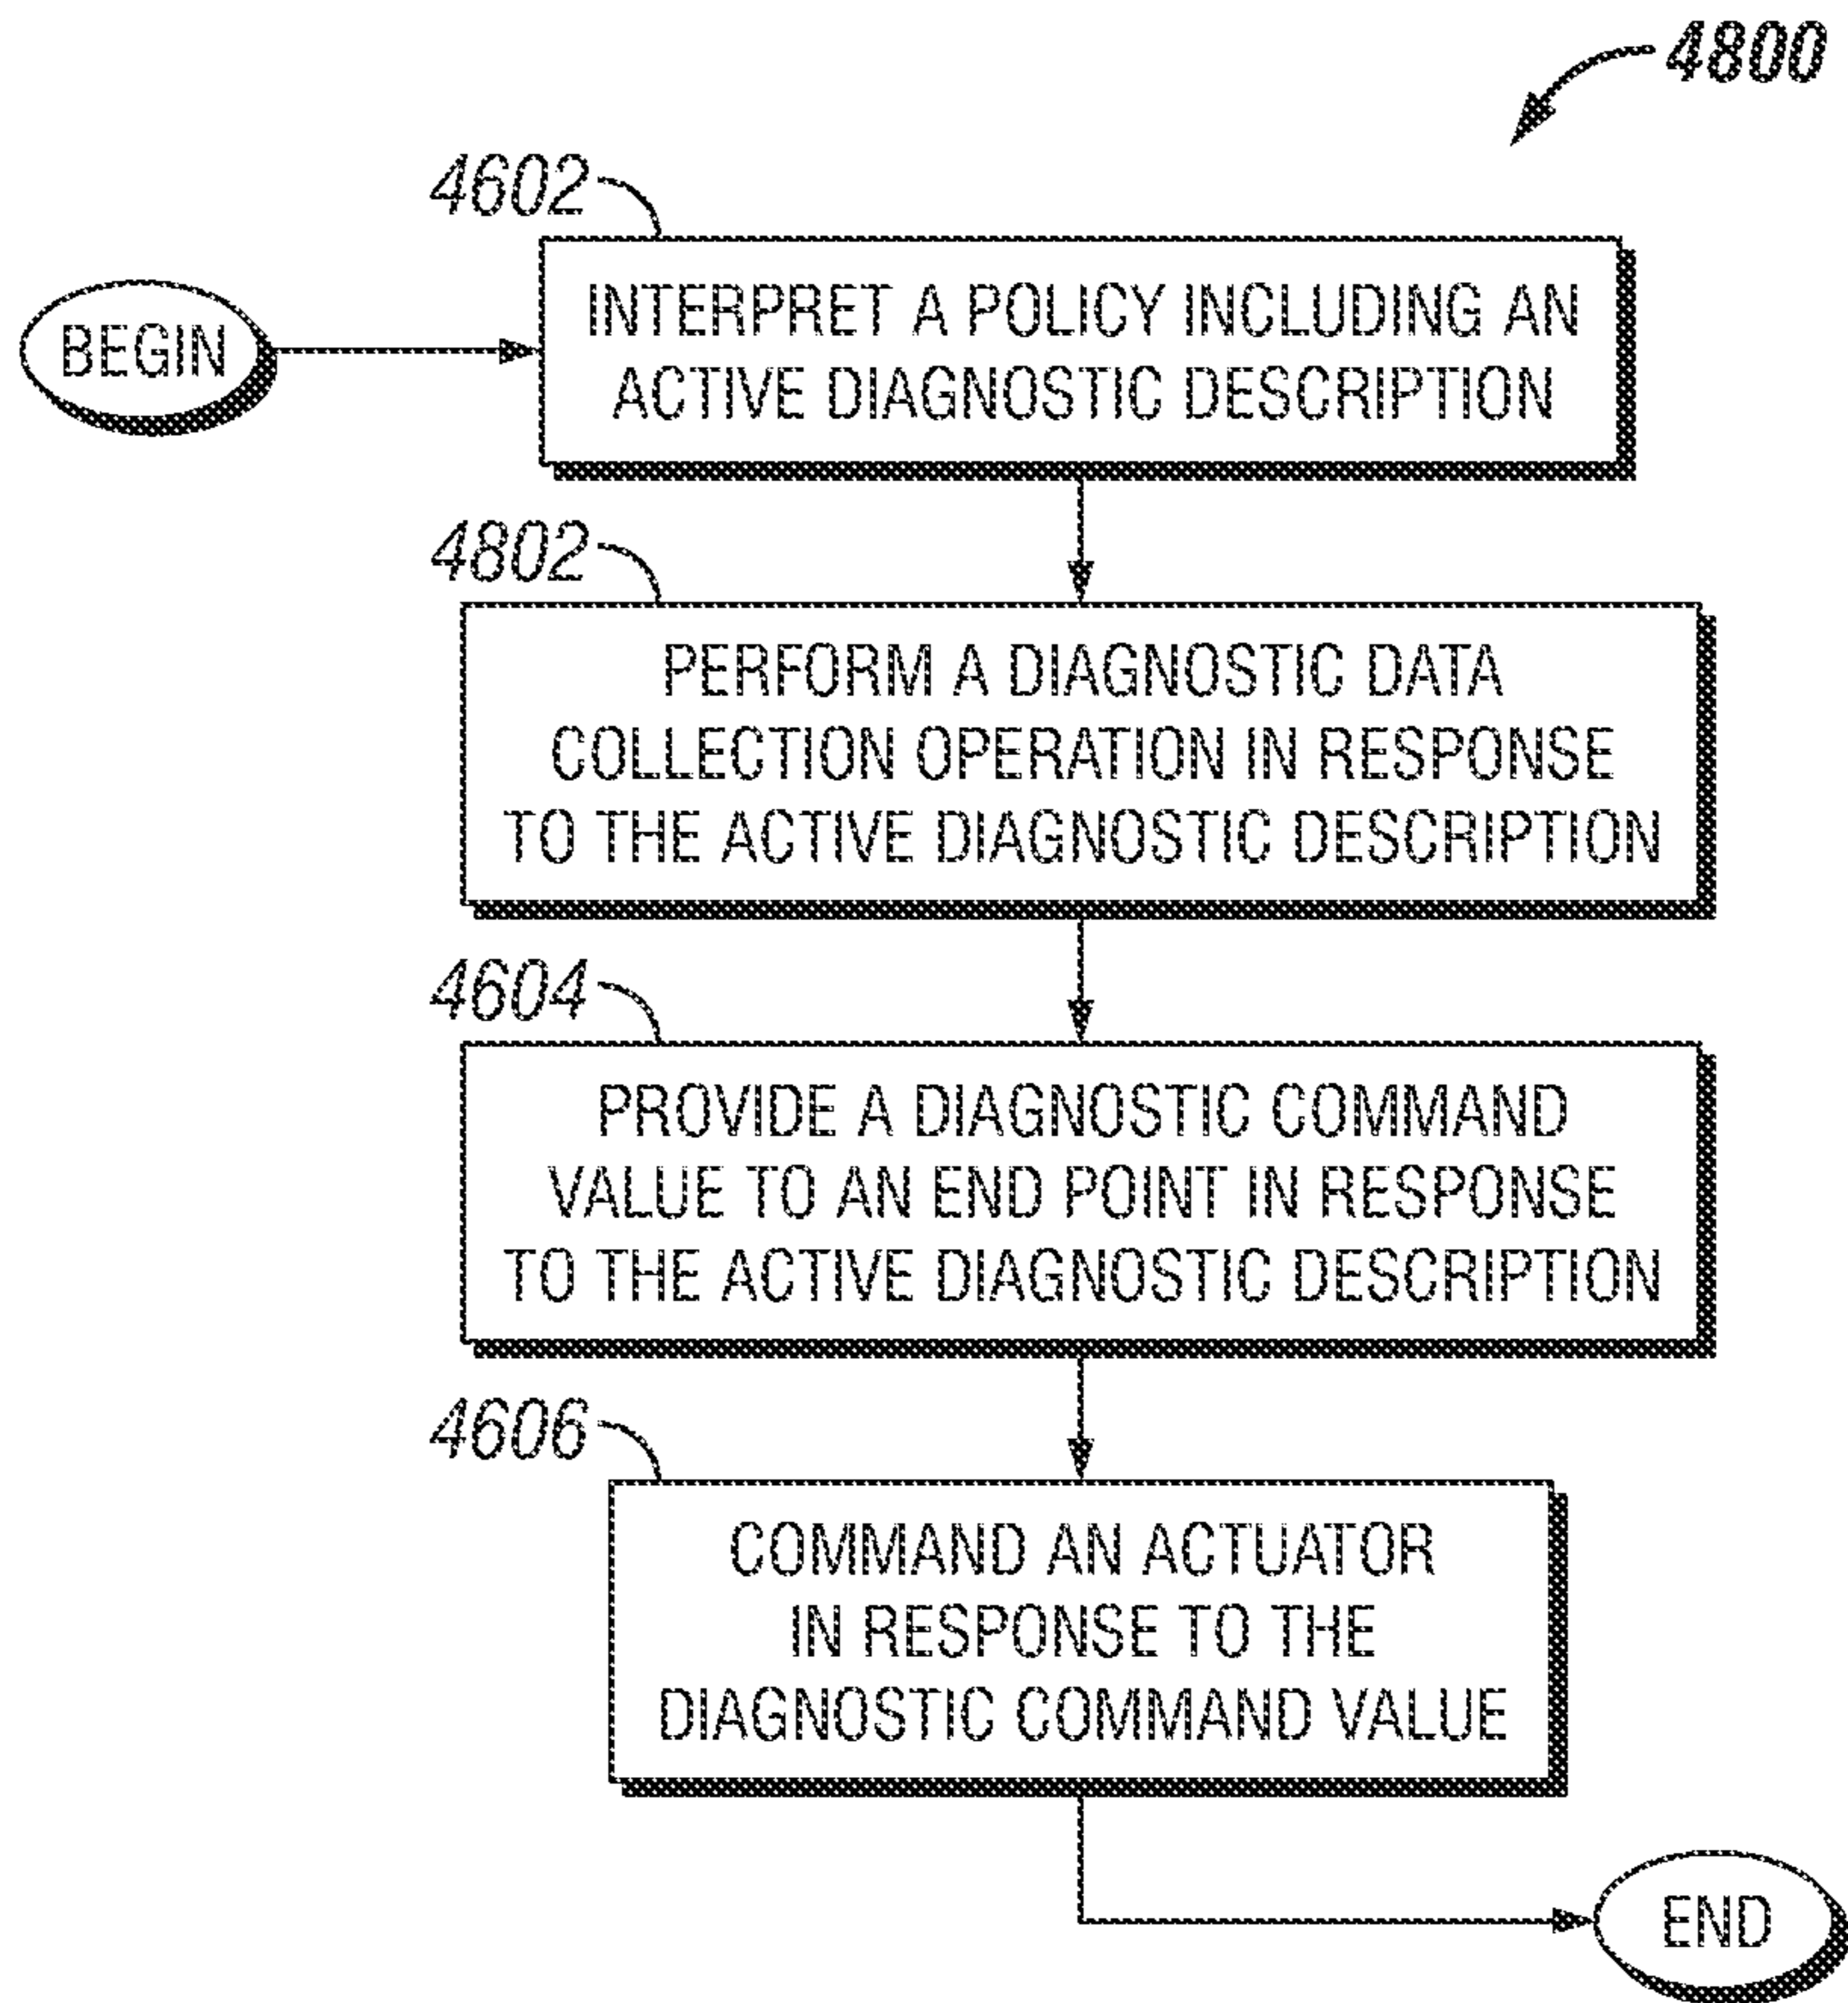 4800
4602
BEGIN
INTERPRET A POLICY INCLUDING AN
ACTIVE DIAGNOSTIC DESCRIPTION
4802
PERFORM A DIAGNOSTIC DATA
COLLECTION OPERATION IN RESPONSE
TO THE ACTIVE DIAGNOSTIC DESCRIPTION
4604
PROVIDE A DIAGNOSTIC COMMAND
VALUE TO AN END POINT IN RESPONSE
TO THE ACTIVE DIAGNOSTIC DESCRIPTION
4606
COMMAND AN ACTUATOR
IN RESPONSE TO THE
DIAGNOSTIC COMMAND VALUE
END